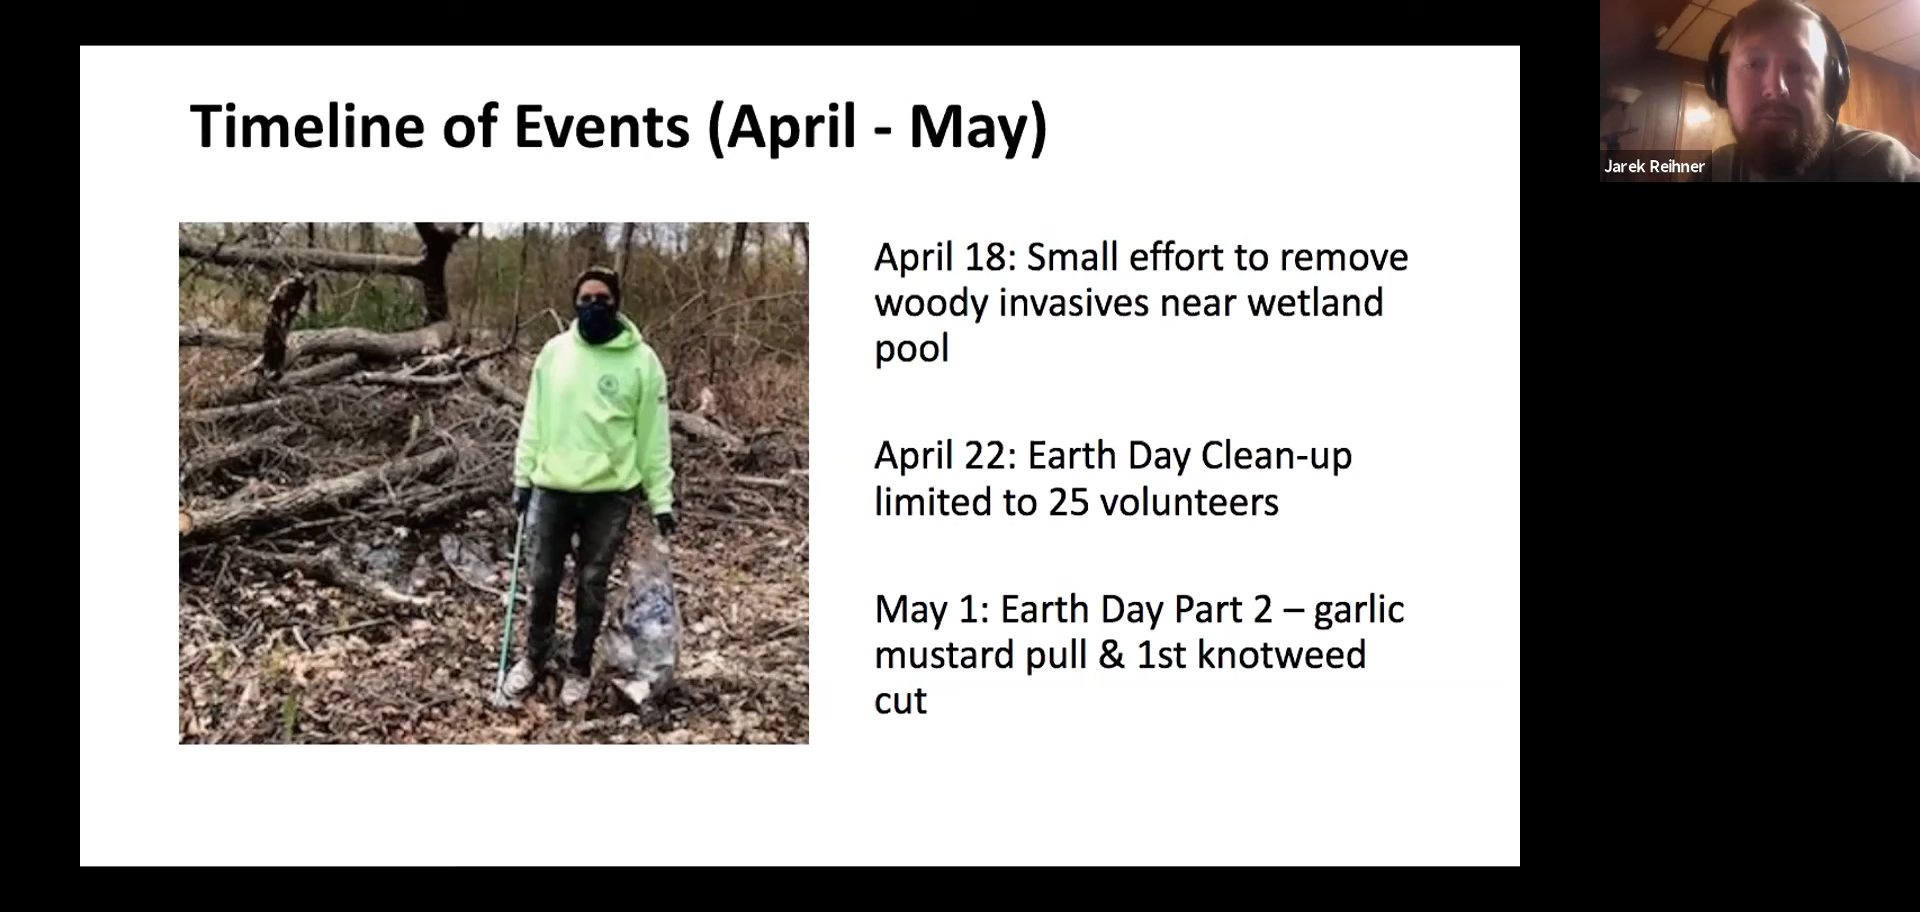 Timeline of Events (April - May)
April 18: Small effort to remove
woody invasives near wetland
pool
April 22: Earth Day Clean-up
limited to 25 volunteers
May 1: Earth Day Part 2 – garlic
mustard pull & 1st knotweed
cut
Jarek Reihner